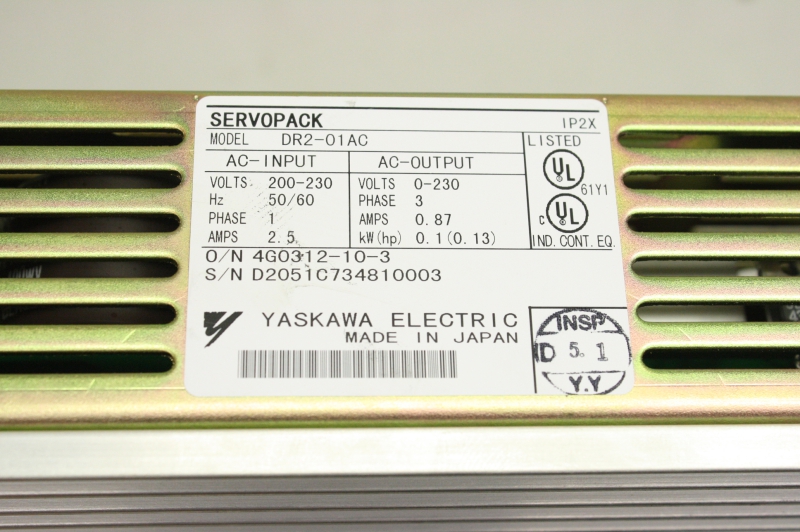 SERVOPACK IP2X
MODEL DR2-01AC LISTED
AC-INPUT AC-OUTPUT
VOLTS 200-230 VOLTS 0-230
Hz 50/60 PHASE 3
PHASE 1 AMPS 0.87
AMPS 2.5 kW(hp) 0.1(0.13)
UL
61Y1
c UL
IND. CONT. EQ.
O/N 4G0312-10-3
S/N D2051C734810003
YASKAWA ELECTRIC
MADE IN JAPAN
INSP
D 5.1
Y.Y